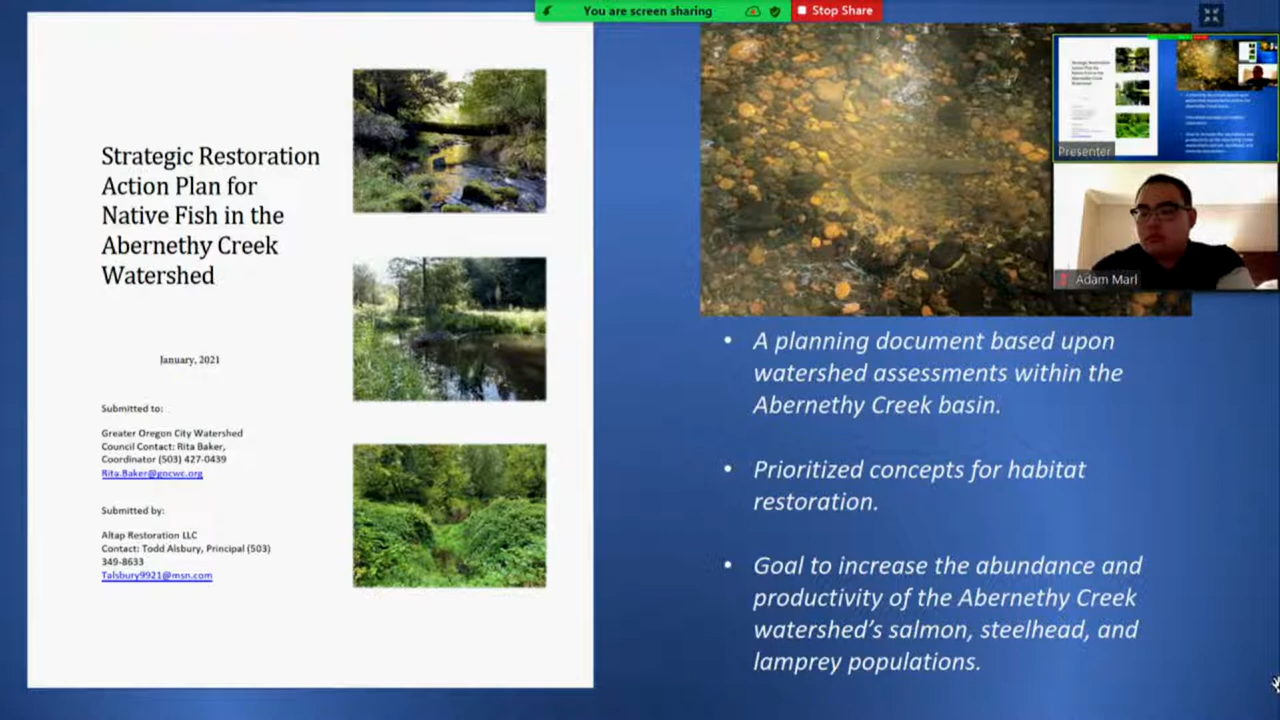 You are screen sharing
Stop Share
Strategic Restoration
Action Plan for
Native Fish in the
Abernethy Creek
Watershed
January, 2021
Submitted to:
Greater Oregon City Watershed
Council Contact: Rita Baker,
Coordinator (503) 427-0439
Rita.Baker@gocwc.org
Submitted by:
Altap Restoration LLC
Contact: Todd Alsbury, Principal (503)
349-8633
Talsbury9921@msn.com
• A planning document based upon
watershed assessments within the
Abernethy Creek basin.
• Prioritized concepts for habitat
restoration.
• Goal to increase the abundance and
productivity of the Abernethy Creek
watershed's salmon, steelhead, and
lamprey populations.
Presenter
Adam Marl